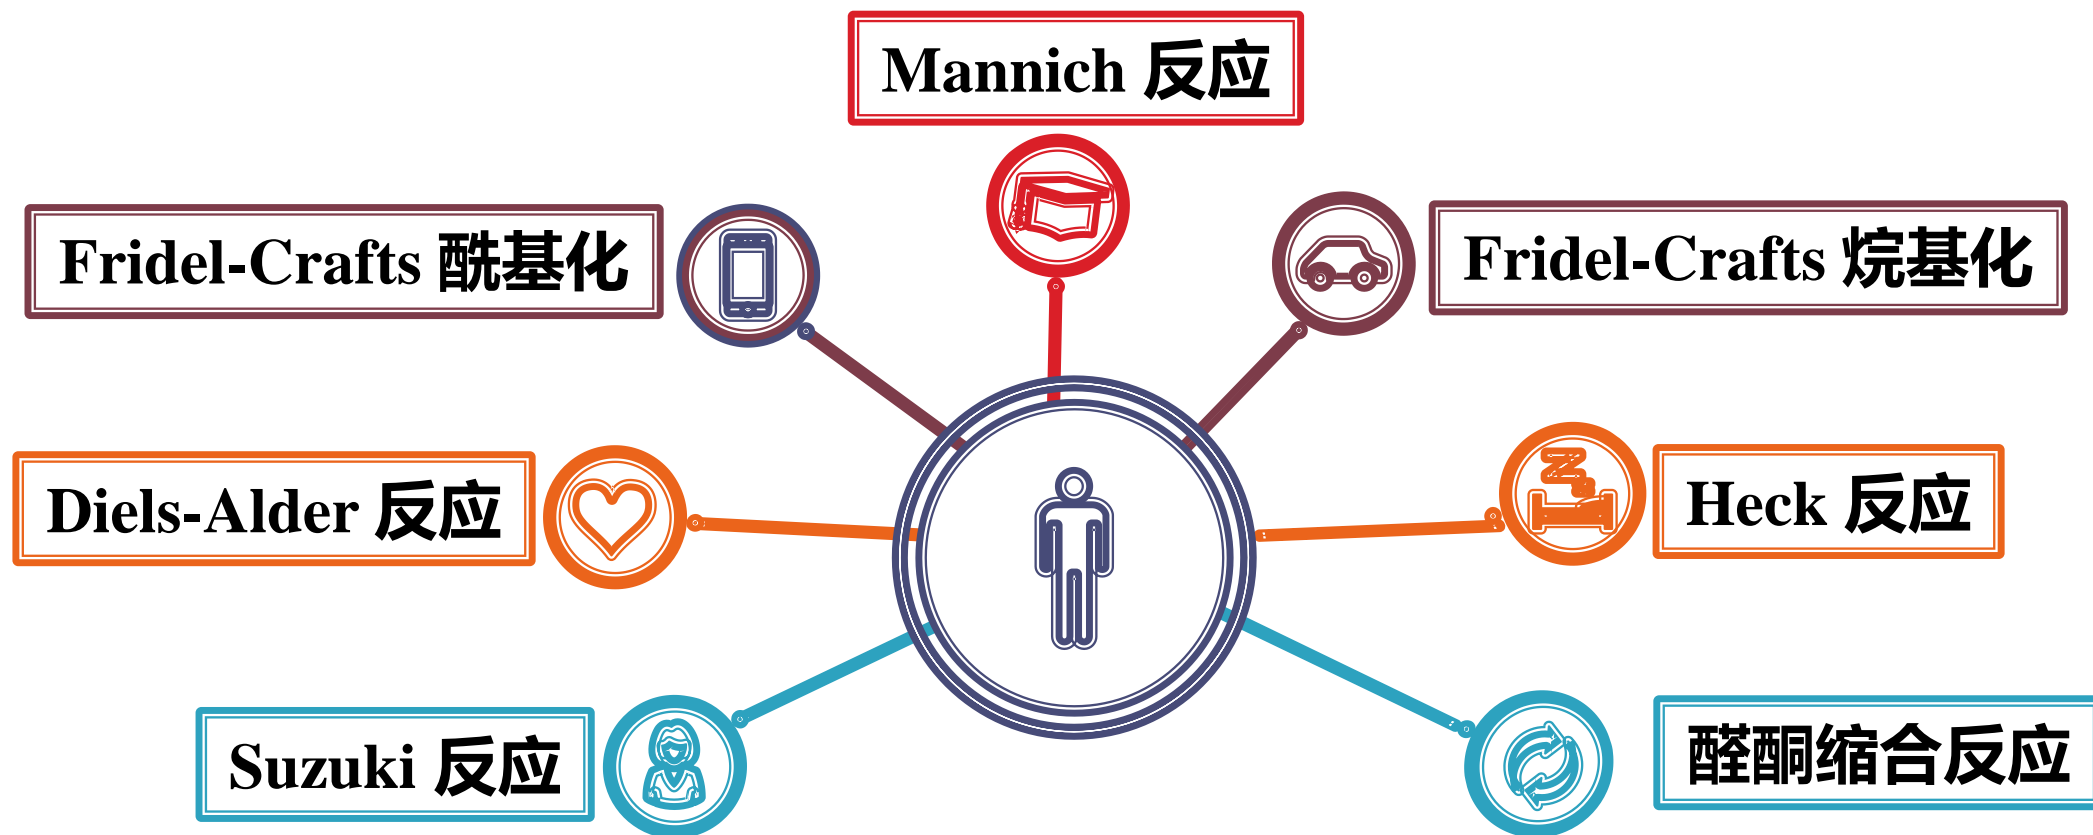 Mannich 反应
Fridel-Crafts 酰基化
Fridel-Crafts 烷基化
Diels-Alder 反应
Heck 反应
Suzuki 反应
醛酮缩合反应